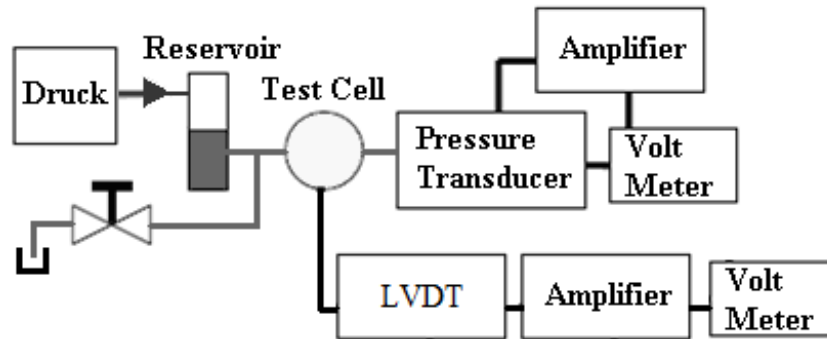 Reservoir
Druck
Test Cell
Amplifier
Pressure
Transducer
Volt
Meter
LVDT
Amplifier
Volt
Meter